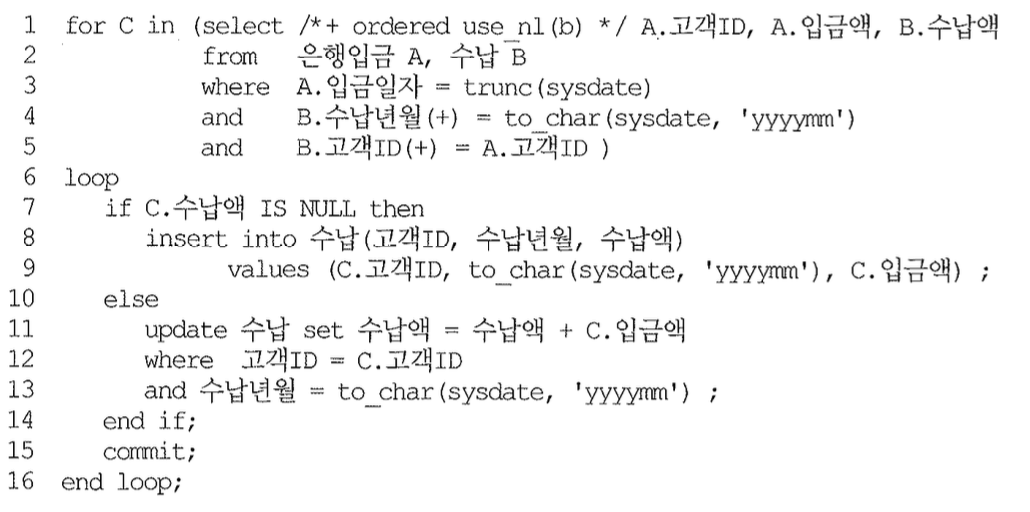 1 for C in (select /*+ ordered use_nl(b) */ A.고객ID, A.입금액, B.수납액
2 from 은행입금 A, 수납 B
3 where A.입금일자 = trunc(sysdate)
4 and B.수납년월(+) = to_char(sysdate, 'yyyymm')
5 and B.고객ID(+) = A.고객ID )
6 loop
7 if C.수납액 IS NULL then
8 insert into 수납(고객ID, 수납년월, 수납액)
9 values (C.고객ID, to_char(sysdate, 'yyyymm'), C.입금액) ;
10 else
11 update 수납 set 수납액 = 수납액 + C.입금액
12 where 고객ID = C.고객ID
13 and 수납년월 = to_char(sysdate, 'yyyymm') ;
14 end if;
15 commit;
16 end loop;